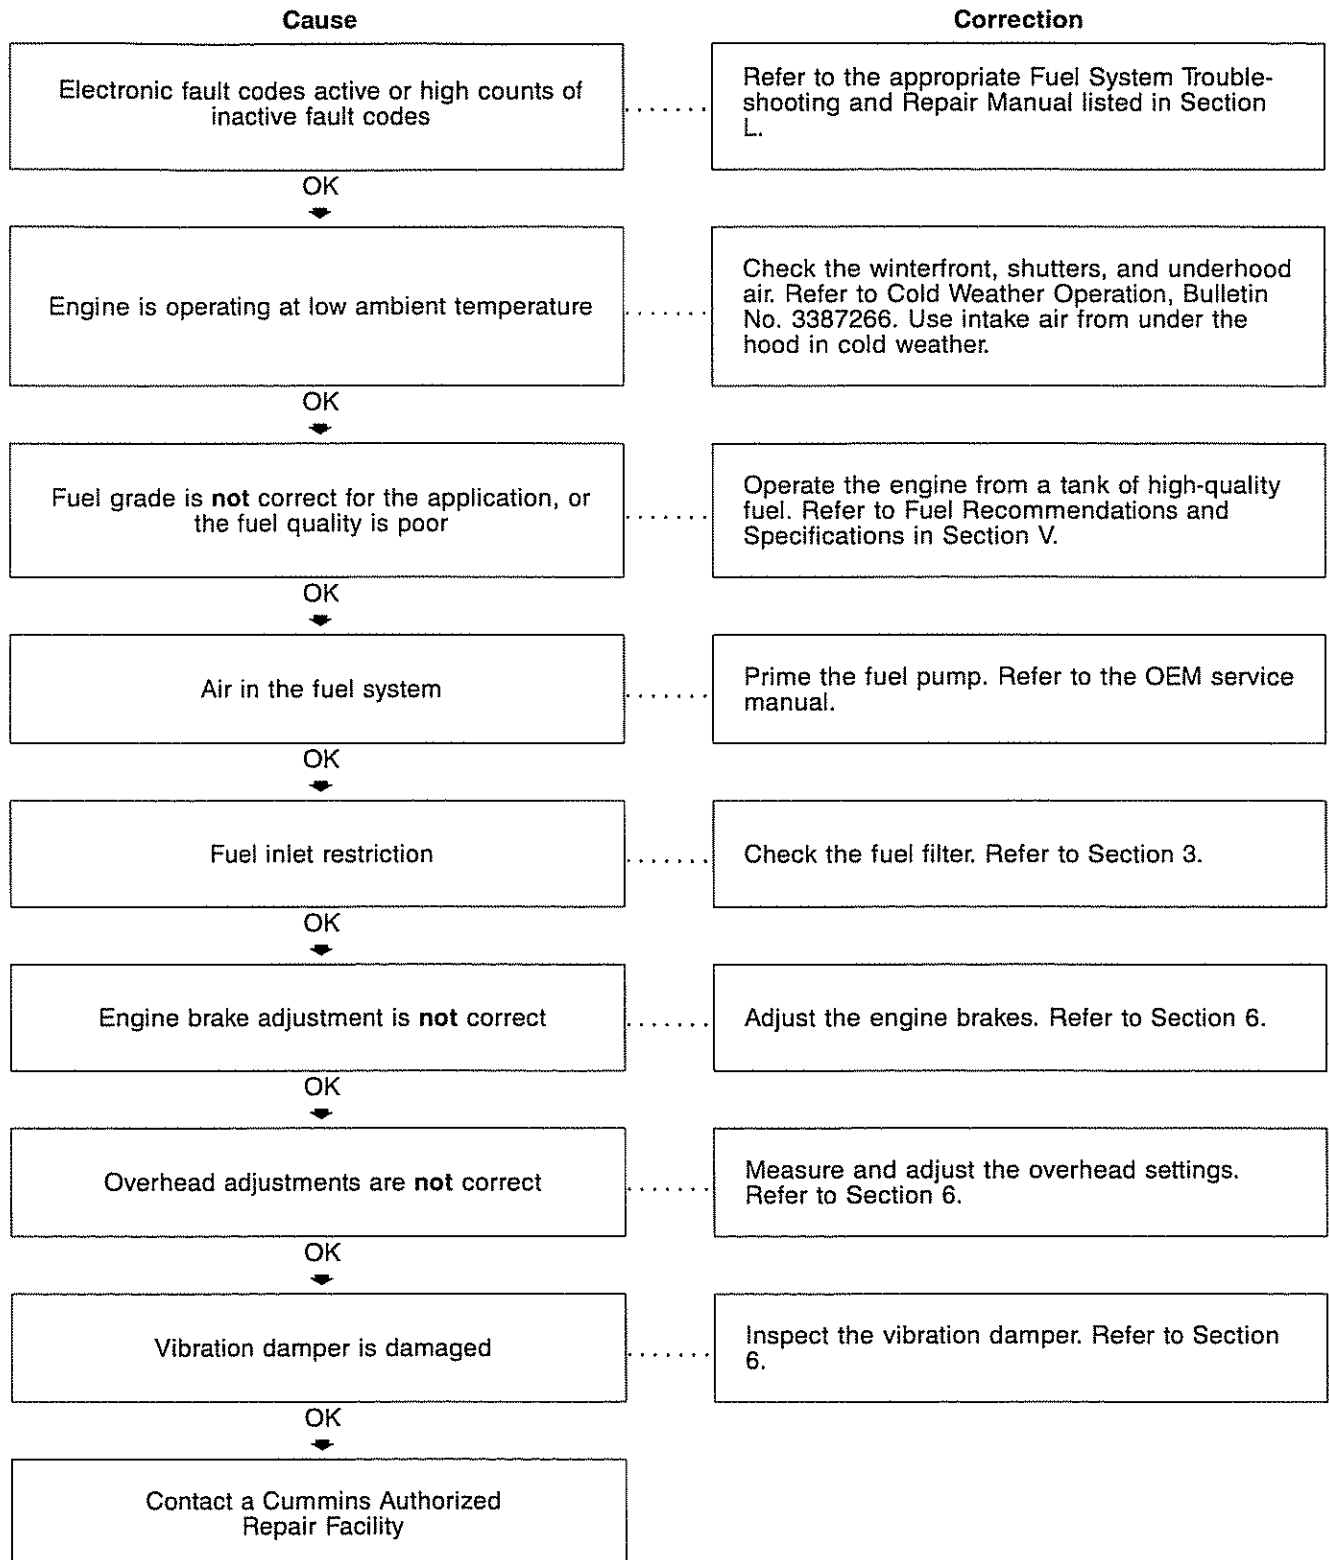 Cause
Correction
Electronic fault codes active or high counts of
inactive fault codes
.......
Refer to the appropriate Fuel System Trouble-
shooting and Repair Manual listed in Section
L.
OK
Engine is operating at low ambient temperature
.......
Check the winterfront, shutters, and underhood
air. Refer to Cold Weather Operation, Bulletin
No. 3387266. Use intake air from under the
hood in cold weather.
OK
Fuel grade is not correct for the application, or
the fuel quality is poor
.......
Operate the engine from a tank of high-quality
fuel. Refer to Fuel Recommendations and
Specifications in Section V.
OK
Air in the fuel system
.......
Prime the fuel pump. Refer to the OEM service
manual.
OK
Fuel inlet restriction
.......
Check the fuel filter. Refer to Section 3.
OK
Engine brake adjustment is not correct
.......
Adjust the engine brakes. Refer to Section 6.
OK
Overhead adjustments are not correct
.......
Measure and adjust the overhead settings.
Refer to Section 6.
OK
Vibration damper is damaged
.......
Inspect the vibration damper. Refer to Section
6.
OK
Contact a Cummins Authorized
Repair Facility